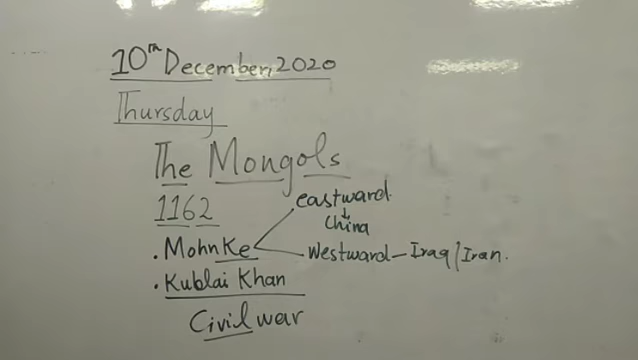 10th December, 2020
Thursday
The Mongols
1162
eastward
↓
China
. MohnKe
Westward – Iraq/Iran.
. Kublai Khan
Civil war